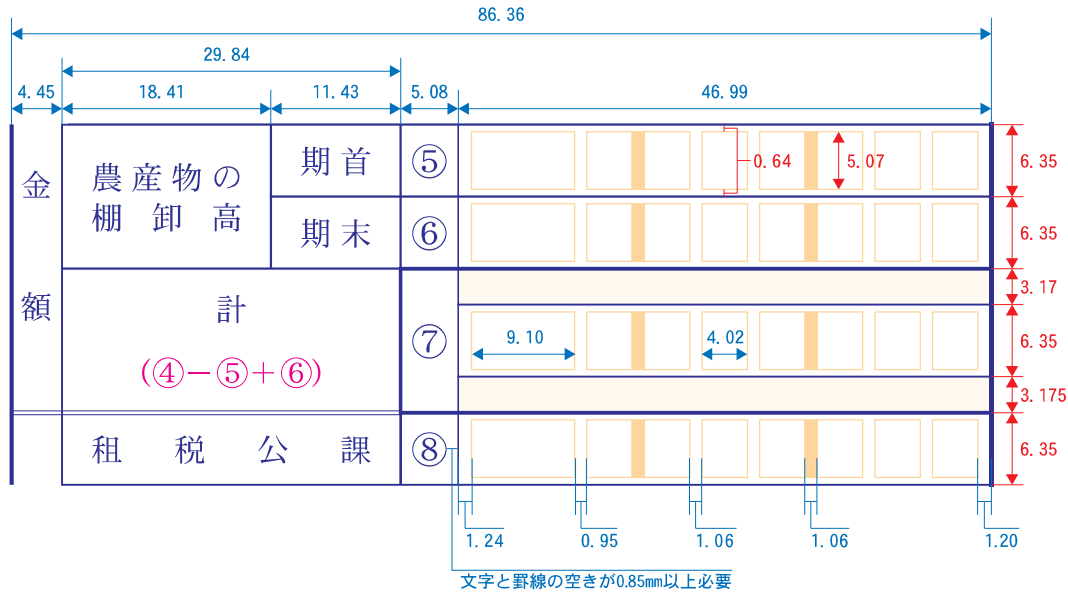 86.36
29.84
4.45 18.41 11.43 5.08 46.99
金額
農産物の
棚卸高
期首 ⑤ 0.64 5.07 6.35
期末 ⑥ 6.35
3.17
計
(④−⑤+⑥)
⑦ 9.10 4.02 6.35
3.175
租税公課 ⑧ 6.35
1.24 0.95 1.06 1.06 1.20
文字と罫線の空きが0.85mm以上必要